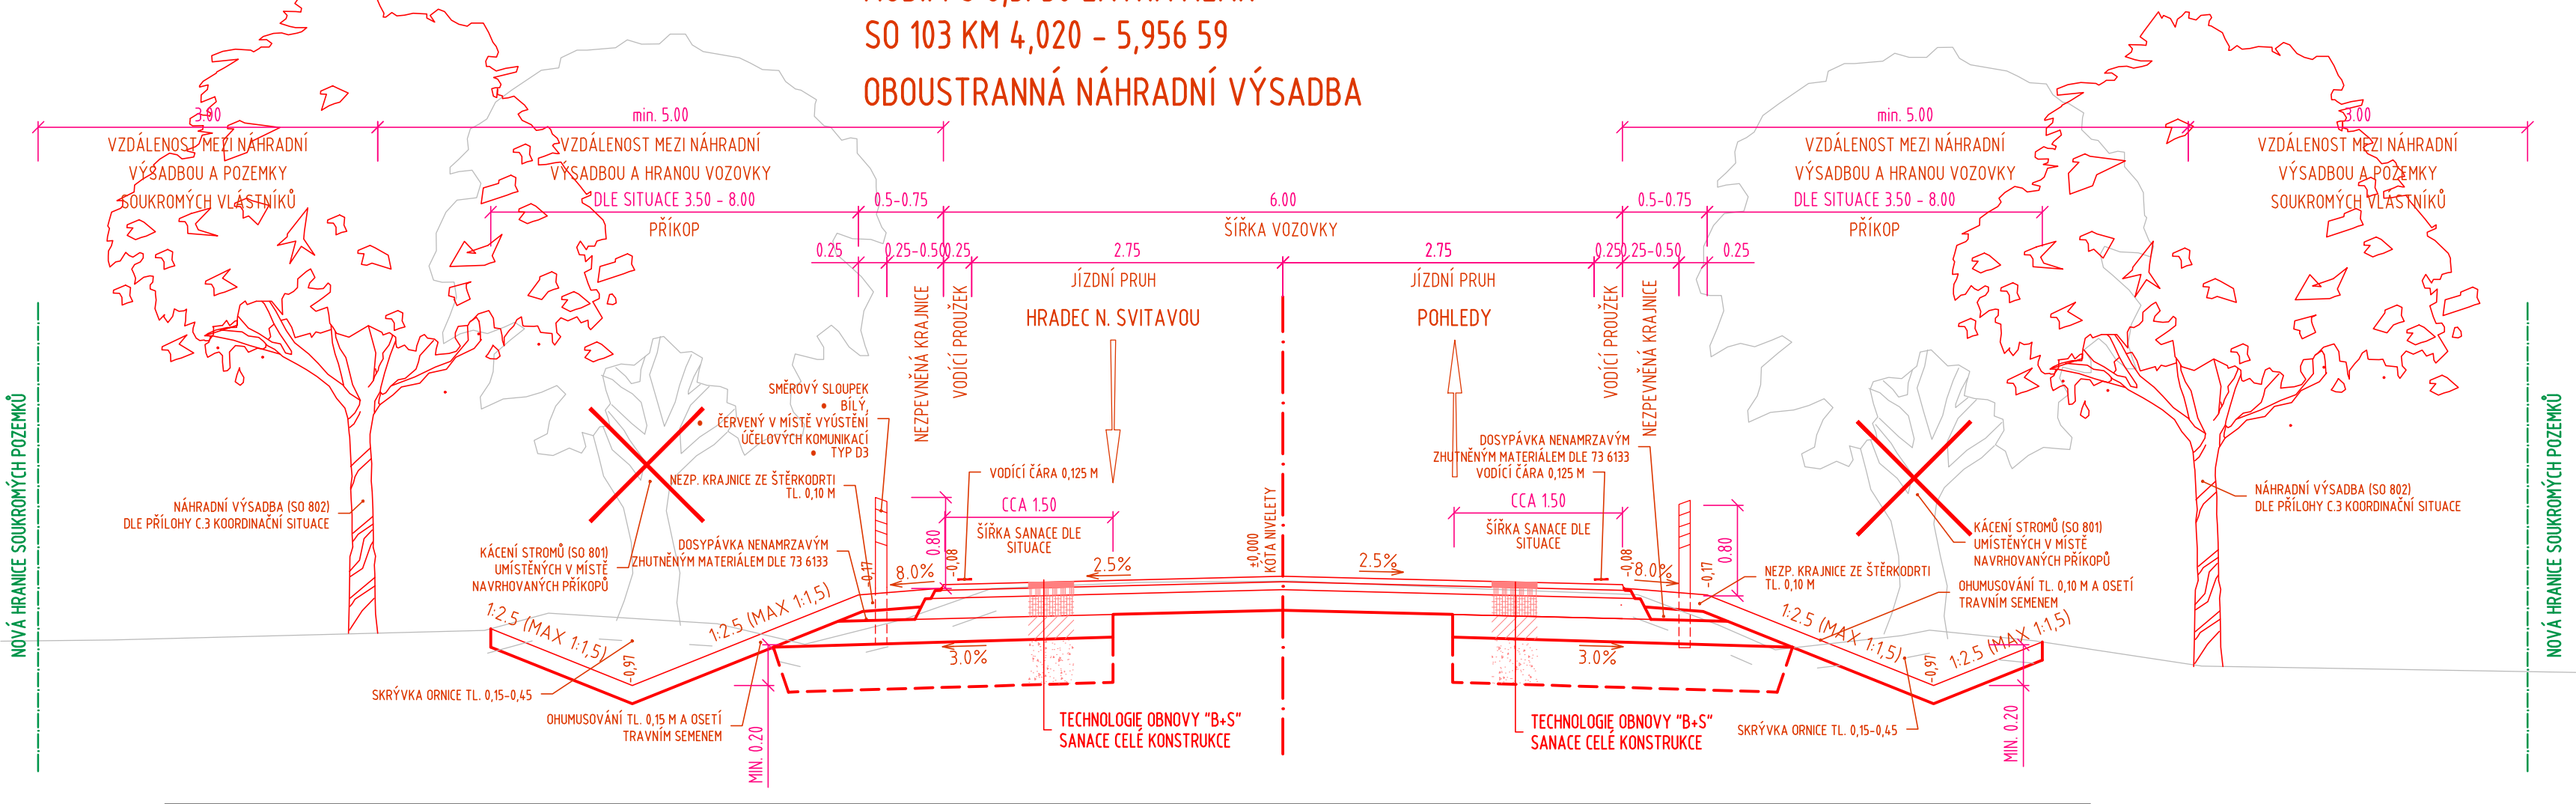 SO 103 KM 4,020 – 5,956 59
OBOUSTRANNÁ NÁHRADNÍ VÝSADBA
3.00
VZDÁLENOST MEZI NÁHRADNÍ
VÝSADBOU A POZEMKY
SOUKROMÝCH VLASTNÍKŮ
min. 5.00
VZDÁLENOST MEZI NÁHRADNÍ
VÝSADBOU A HRANOU VOZOVKY
DLE SITUACE 3.50 – 8.00
PŘÍKOP
0.5-0.75
6.00
ŠÍŘKA VOZOVKY
0.5-0.75
min. 5.00
VZDÁLENOST MEZI NÁHRADNÍ
VÝSADBOU A HRANOU VOZOVKY
DLE SITUACE 3.50 – 8.00
PŘÍKOP
3.00
VZDÁLENOST MEZI NÁHRADNÍ
VÝSADBOU A POZEMKY
SOUKROMÝCH VLASTNÍKŮ
0.25
0.25-0.50
0.25
2.75
JÍZDNÍ PRUH
HRADEC N. SVITAVOU
2.75
JÍZDNÍ PRUH
POHLEDY
0.25
0.25-0.50
0.25
NEZPEVNĚNÁ KRAJNICE
VODÍCÍ PROUŽEK
VODÍCÍ PROUŽEK
NEZPEVNĚNÁ KRAJNICE
NOVÁ HRANICE SOUKROMÝCH POZEMKŮ
NÁHRADNÍ VÝSADBA (SO 802)
DLE PŘÍLOHY C.3 KOORDINAČNÍ SITUACE
SMĚROVÝ SLOUPEK
• BÍLÝ,
• ČERVENÝ V MÍSTĚ VYÚSTĚNÍ
ÚČELOVÝCH KOMUNIKACÍ
• TYP D3
NEZP. KRAJNICE ZE ŠTĚRKODRTI
TL. 0,10 M
DOSYPÁVKA NENAMRZAVÝM
ZHUTNĚNÝM MATERIÁLEM DLE 73 6133
KÁCENÍ STROMŮ (SO 801)
UMÍSTĚNÝCH V MÍSTĚ
NAVRHOVANÝCH PŘÍKOPŮ
VODÍCÍ ČÁRA 0,125 M
CCA 1.50
ŠÍŘKA SANACE DLE
SITUACE
0.80
-0,08
-0,17
8.0%
2.5%
3.0%
±0,000
KÓTA NIVELETY
1:2.5 (MAX 1:1,5)
1:2.5 (MAX 1:1,5)
-0,97
SKRÝVKA ORNICE TL. 0,15-0,45
OHUMUSOVÁNÍ TL. 0,15 M A OSETÍ
TRAVNÍM SEMENEM
MIN. 0.20
TECHNOLOGIE OBNOVY "B+S"
SANACE CELÉ KONSTRUKCE
DOSYPÁVKA NENAMRZAVÝM
ZHUTNĚNÝM MATERIÁLEM DLE 73 6133
VODÍCÍ ČÁRA 0,125 M
CCA 1.50
ŠÍŘKA SANACE DLE
SITUACE
2.5%
-0,08
8.0%
-0,17
0.80
3.0%
NEZP. KRAJNICE ZE ŠTĚRKODRTI
TL. 0,10 M
KÁCENÍ STROMŮ (SO 801)
UMÍSTĚNÝCH V MÍSTĚ
NAVRHOVANÝCH PŘÍKOPŮ
OHUMUSOVÁNÍ TL. 0,10 M A OSETÍ
TRAVNÍM SEMENEM
1:2.5 (MAX 1:1,5)
1:2.5 (MAX 1:1,5)
-0,97
TECHNOLOGIE OBNOVY "B+S"
SANACE CELÉ KONSTRUKCE
SKRÝVKA ORNICE TL. 0,15-0,45
MIN. 0.20
NÁHRADNÍ VÝSADBA (SO 802)
DLE PŘÍLOHY C.3 KOORDINAČNÍ SITUACE
NOVÁ HRANICE SOUKROMÝCH POZEMKŮ